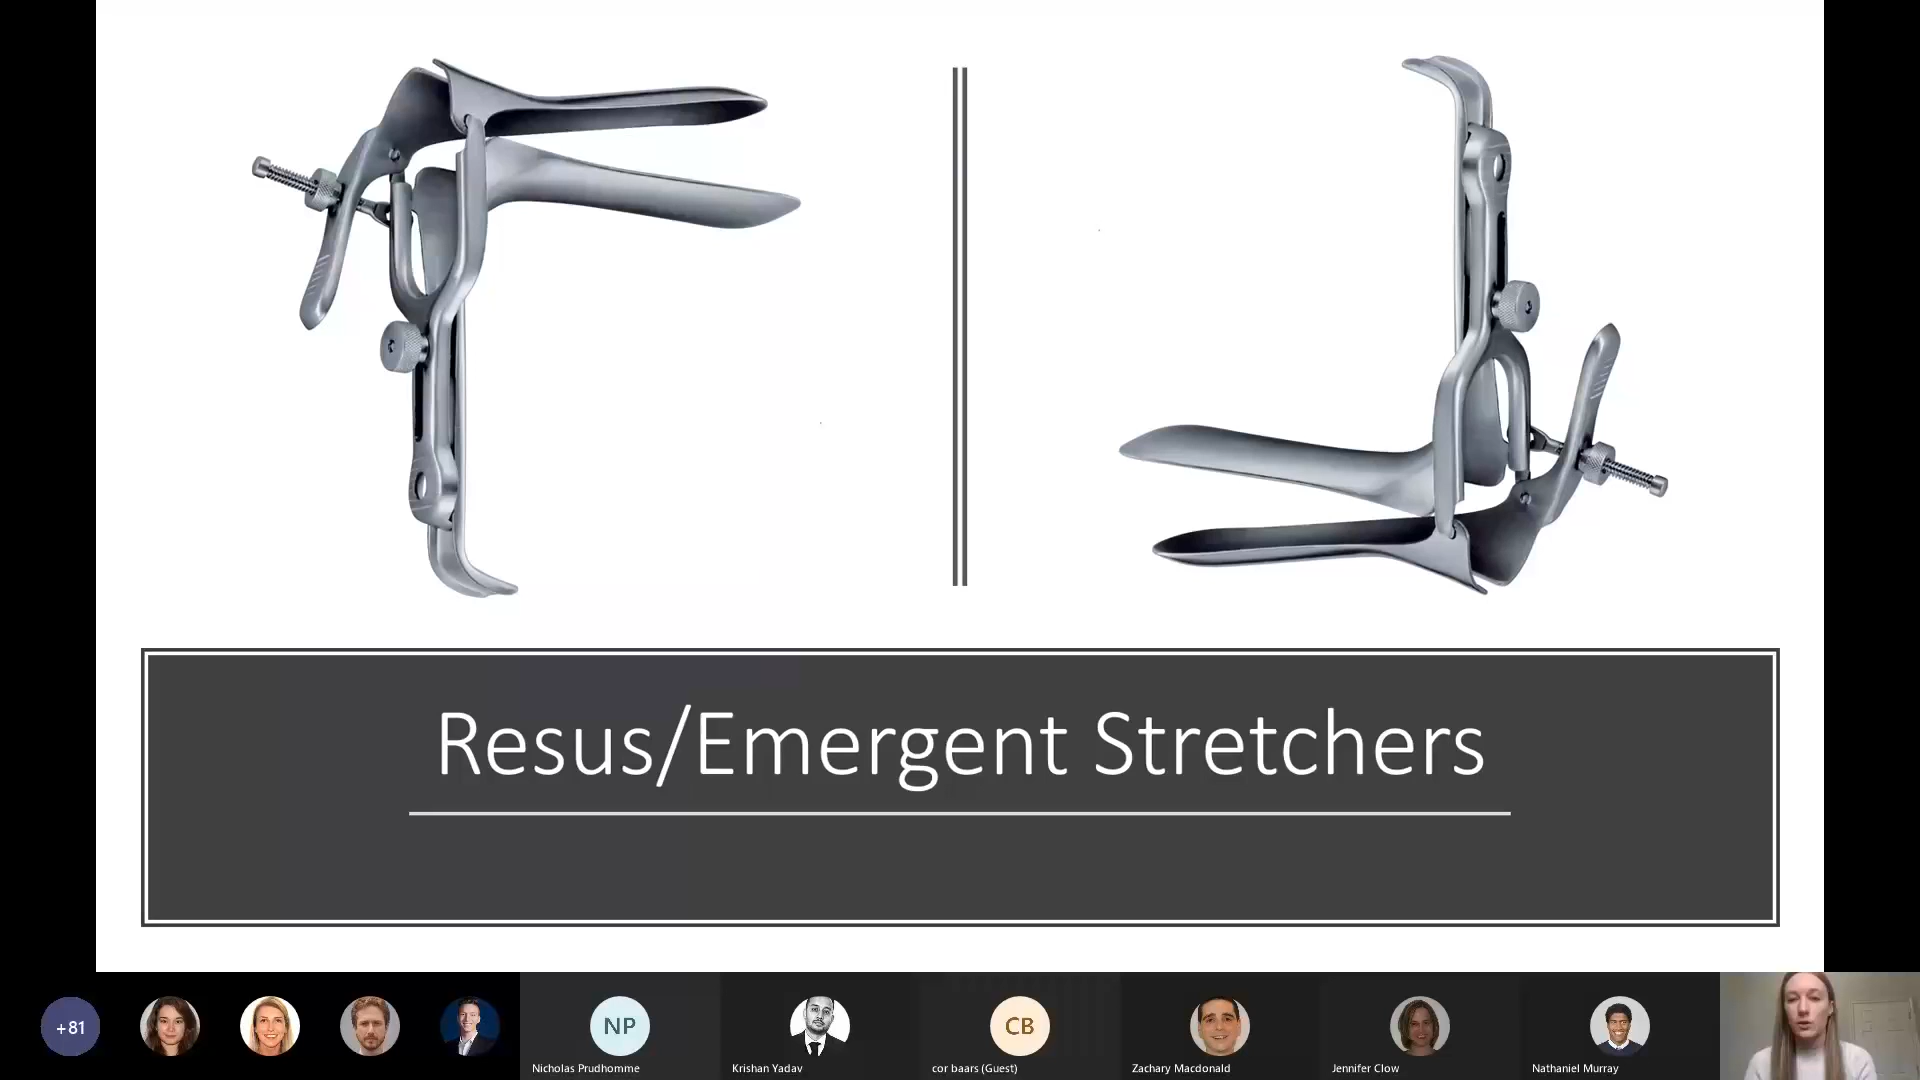 Resus/Emergent Stretchers
+81
NP
Nicholas Prudhomme
Krishan Yadav
CB
cor baars (Guest)
Zachary Macdonald
Jennifer Clow
Nathaniel Murray